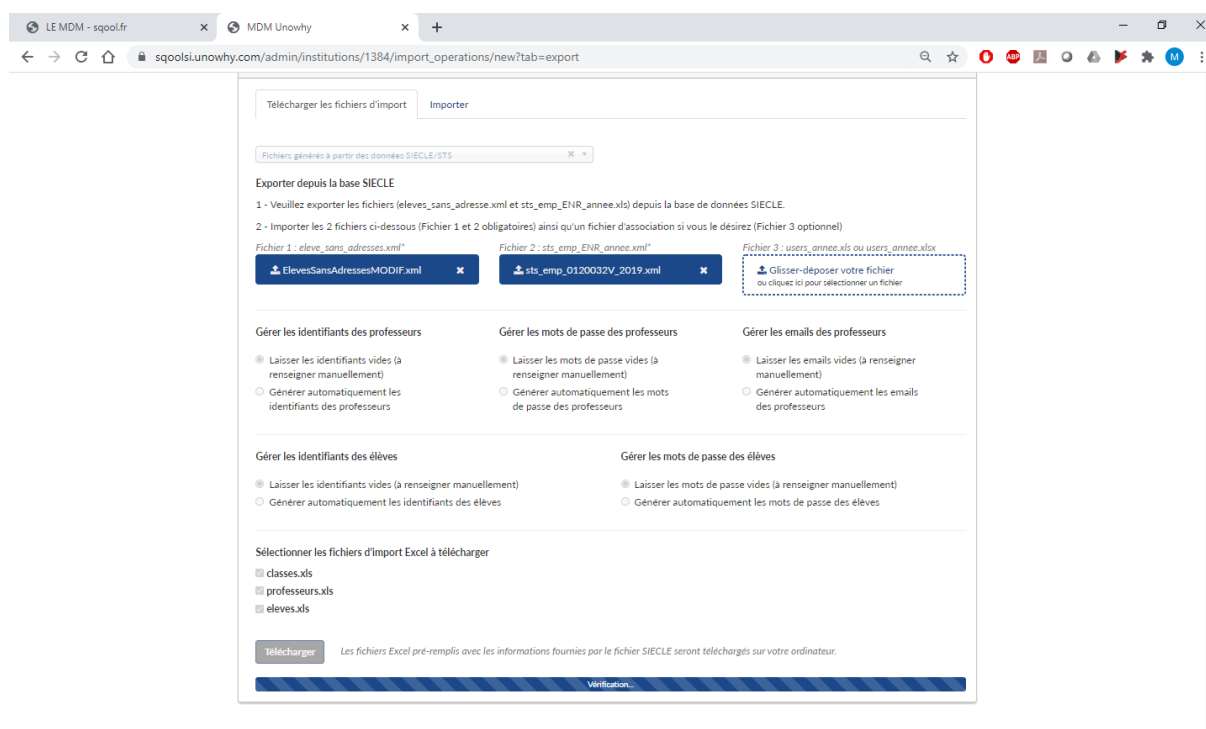 LE MDM - sqool.fr
MDM Unowhy
sqoolsi.unowhy.com/admin/institutions/1384/import_operations/new?tab=export
ABP
M
Télécharger les fichiers d'import Importer
Fichiers générés à partir des données SIECLE/STS
Exporter depuis la base SIECLE
1 - Veuillez exporter les fichiers (eleves_sans_adresse.xml et sts_emp_ENR_annee.xls) depuis la base de données SIECLE.
2 - Importer les 2 fichiers ci-dessous (Fichier 1 et 2 obligatoires) ainsi qu'un fichier d'association si vous le désirez (Fichier 3 optionnel)
Fichier 1 : eleve_sans_adresses.xml* Fichier 2 : sts_emp_ENR_annee.xml* Fichier 3 : users_annee.xls ou users_annee.xlsx
ElevesSansAdressesMODIF.xml
sts_emp_0120032V_2019.xml
Glisser-déposer votre fichier
ou cliquez ici pour sélectionner un fichier
Gérer les identifiants des professeurs
Laisser les identifiants vides (à
renseigner manuellement)
Générer automatiquement les
identifiants des professeurs
Gérer les mots de passe des professeurs
Laisser les mots de passe vides (à
renseigner manuellement)
Générer automatiquement les mots
de passe des professeurs
Gérer les emails des professeurs
Laisser les emails vides (à renseigner
manuellement)
Générer automatiquement les emails
des professeurs
Gérer les identifiants des élèves
Laisser les identifiants vides (à renseigner manuellement)
Générer automatiquement les identifiants des élèves
Gérer les mots de passe des élèves
Laisser les mots de passe vides (à renseigner manuellement)
Générer automatiquement les mots de passe des élèves
Sélectionner les fichiers d'import Excel à télécharger
classes.xls
professeurs.xls
eleves.xls
Télécharger
Les fichiers Excel pré-remplis avec les informations fournies par le fichier SIECLE seront téléchargés sur votre ordinateur.
Vérification...